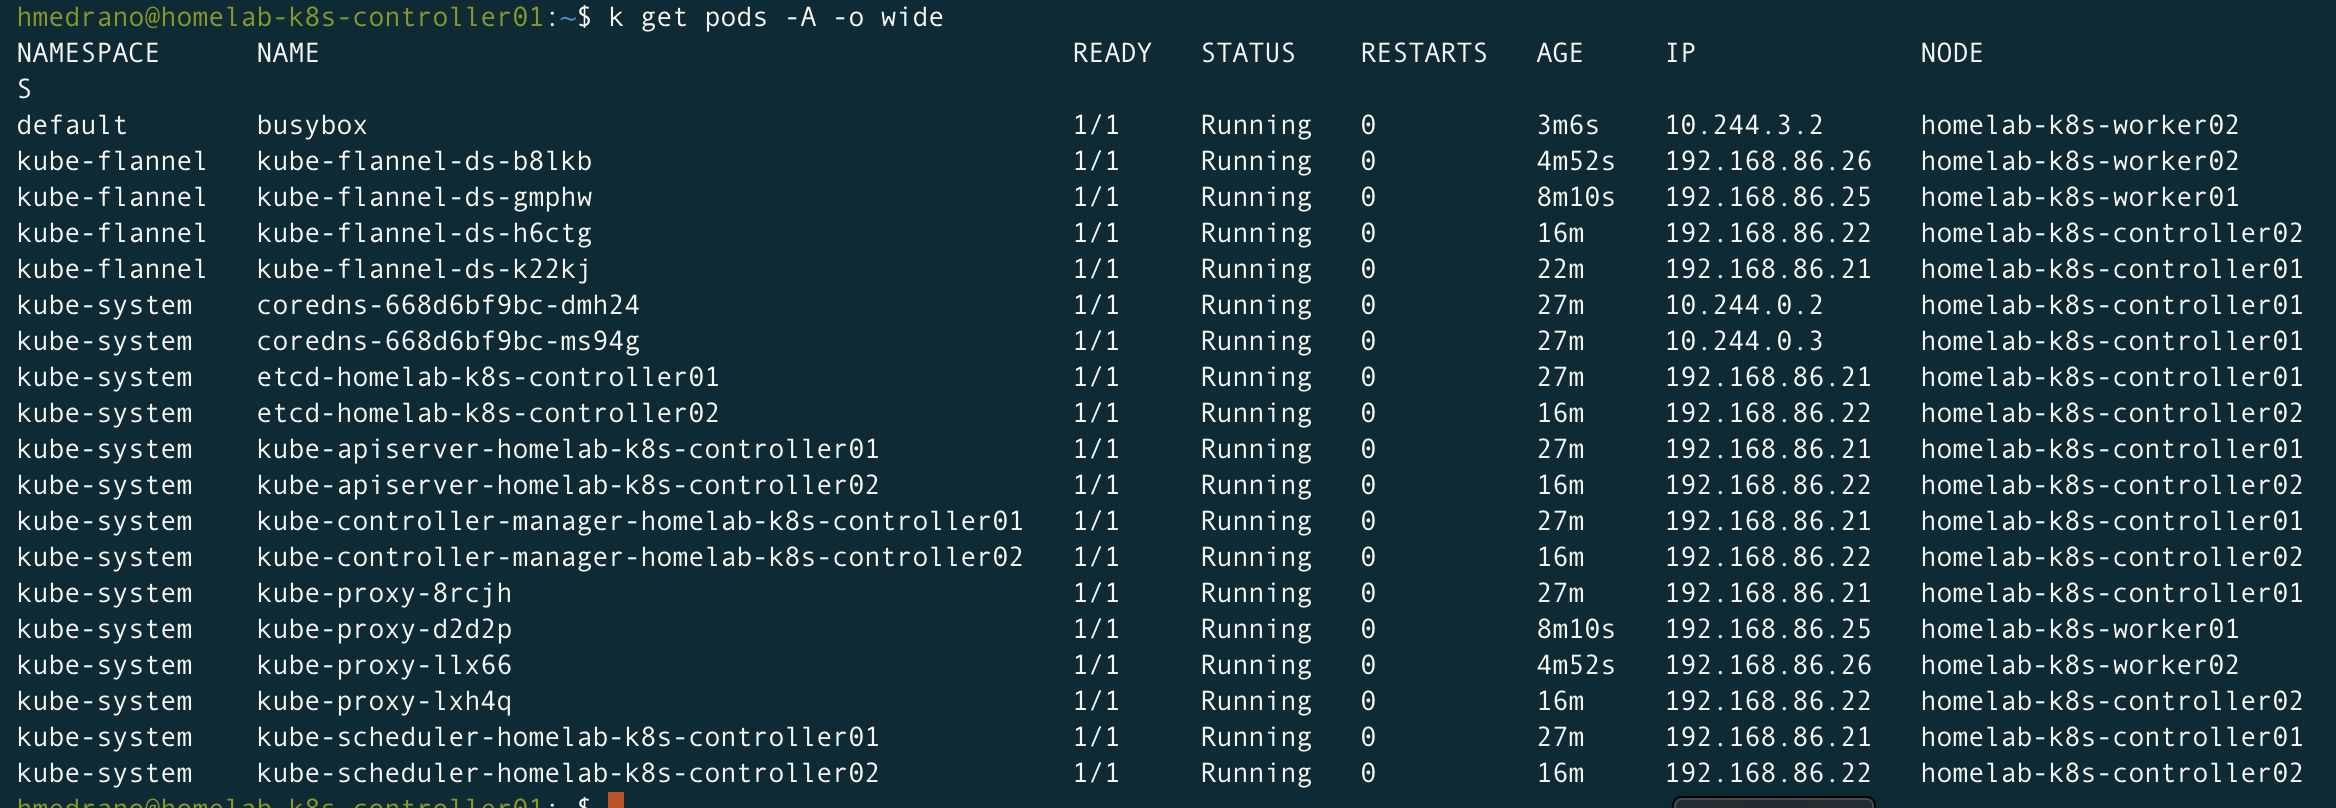 hmedrano@homelab-k8s-controller01:~$ k get pods -A -o wide
NAMESPACE      NAME                                               READY   STATUS    RESTARTS   AGE     IP              NODE
S
default        busybox                                            1/1     Running   0          3m6s    10.244.3.2      homelab-k8s-worker02
kube-flannel   kube-flannel-ds-b8lkb                              1/1     Running   0          4m52s   192.168.86.26   homelab-k8s-worker02
kube-flannel   kube-flannel-ds-gmphw                              1/1     Running   0          8m10s   192.168.86.25   homelab-k8s-worker01
kube-flannel   kube-flannel-ds-h6ctg                              1/1     Running   0          16m     192.168.86.22   homelab-k8s-controller02
kube-flannel   kube-flannel-ds-k22kj                              1/1     Running   0          22m     192.168.86.21   homelab-k8s-controller01
kube-system    coredns-668d6bf9bc-dmh24                           1/1     Running   0          27m     10.244.0.2      homelab-k8s-controller01
kube-system    coredns-668d6bf9bc-ms94g                           1/1     Running   0          27m     10.244.0.3      homelab-k8s-controller01
kube-system    etcd-homelab-k8s-controller01                      1/1     Running   0          27m     192.168.86.21   homelab-k8s-controller01
kube-system    etcd-homelab-k8s-controller02                      1/1     Running   0          16m     192.168.86.22   homelab-k8s-controller02
kube-system    kube-apiserver-homelab-k8s-controller01            1/1     Running   0          27m     192.168.86.21   homelab-k8s-controller01
kube-system    kube-apiserver-homelab-k8s-controller02            1/1     Running   0          16m     192.168.86.22   homelab-k8s-controller02
kube-system    kube-controller-manager-homelab-k8s-controller01   1/1     Running   0          27m     192.168.86.21   homelab-k8s-controller01
kube-system    kube-controller-manager-homelab-k8s-controller02   1/1     Running   0          16m     192.168.86.22   homelab-k8s-controller02
kube-system    kube-proxy-8rcjh                                   1/1     Running   0          27m     192.168.86.21   homelab-k8s-controller01
kube-system    kube-proxy-d2d2p                                   1/1     Running   0          8m10s   192.168.86.25   homelab-k8s-worker01
kube-system    kube-proxy-llx66                                   1/1     Running   0          4m52s   192.168.86.26   homelab-k8s-worker02
kube-system    kube-proxy-lxh4q                                   1/1     Running   0          16m     192.168.86.22   homelab-k8s-controller02
kube-system    kube-scheduler-homelab-k8s-controller01            1/1     Running   0          27m     192.168.86.21   homelab-k8s-controller01
kube-system    kube-scheduler-homelab-k8s-controller02            1/1     Running   0          16m     192.168.86.22   homelab-k8s-controller02
hmedrano@homelab-k8s-controller01:~$